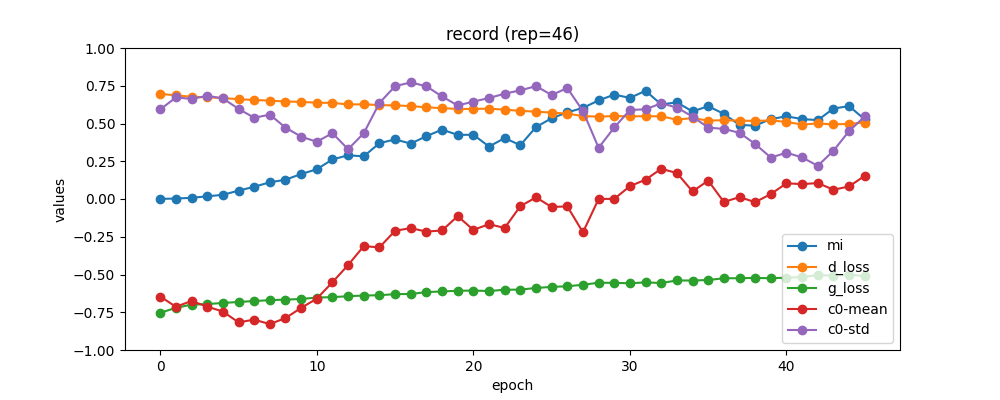 record (rep=46)
1.00
0.75
0.50
0.25
0.00
−0.25
−0.50
−0.75
−1.00
values
0 10 20 30 40
epoch
mi
d_loss
g_loss
c0-mean
c0-std